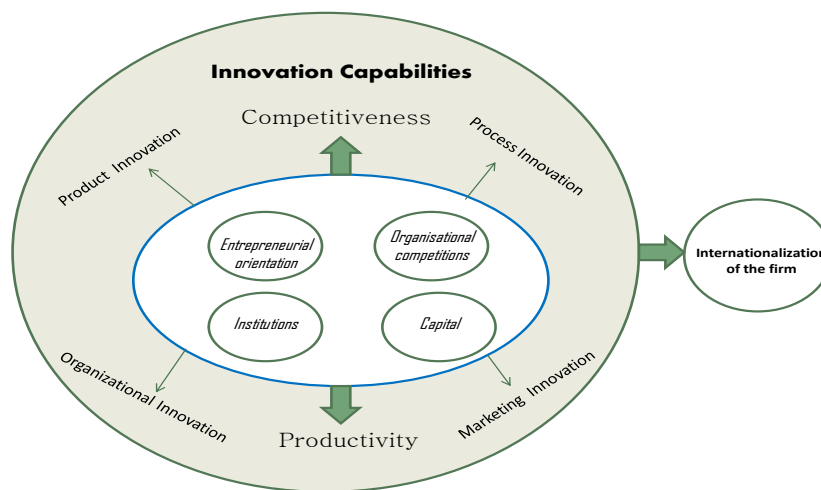 Innovation Capabilities
Competitiveness
Product Innovation
Process Innovation
Entrepreneurial
orientation
Organisational
competitions
Institutions
Capital
Internationalization
of the firm
Organizational Innovation
Marketing Innovation
Productivity